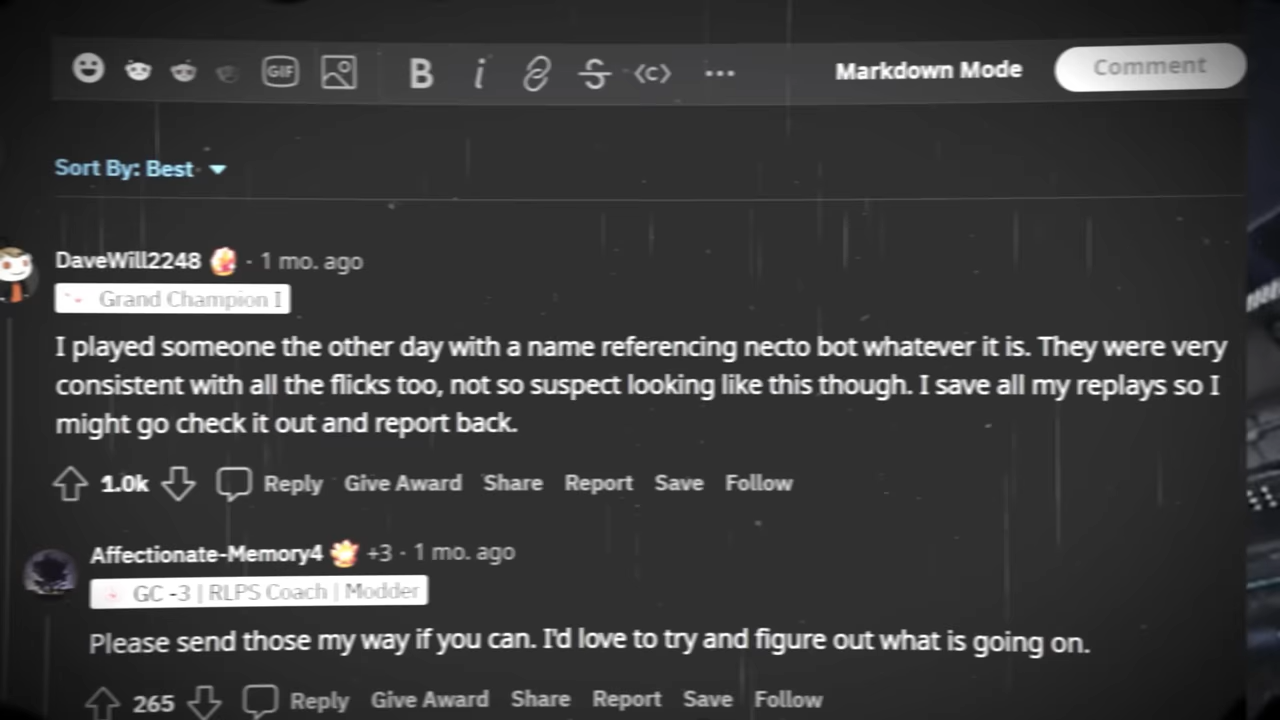 GIF B i S <c> ... Markdown Mode Comment
Sort By: Best
DaveWill2248 · 1 mo. ago
Grand Champion I
I played someone the other day with a name referencing necto bot whatever it is. They were very
consistent with all the flicks too, not so suspect looking like this though. I save all my replays so I
might go check it out and report back.
1.0k Reply Give Award Share Report Save Follow
Affectionate-Memory4 +3 · 1 mo. ago
GC -3 | RLPS Coach | Modder
Please send those my way if you can. I'd love to try and figure out what is going on.
265 Reply Give Award Share Report Save Follow